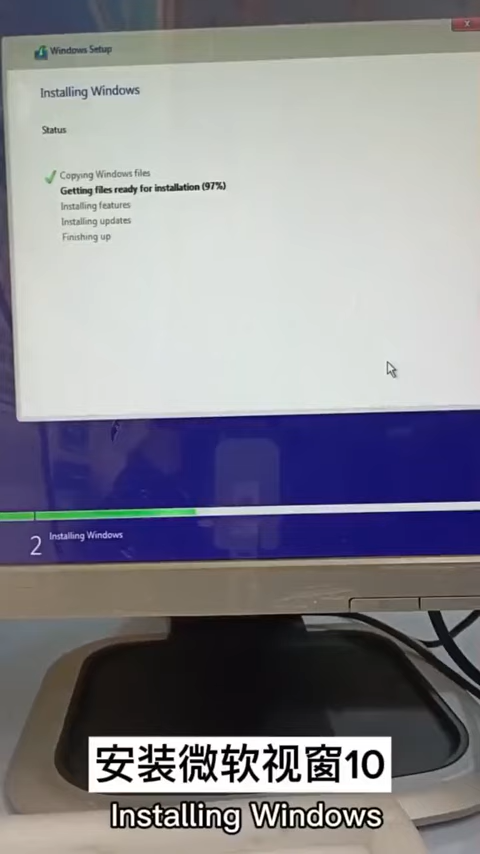 Windows Setup
Installing Windows
Status
Copying Windows files
Getting files ready for installation (97%)
Installing features
Installing updates
Finishing up
2 Installing Windows
安装微软视窗10
Installing Windows